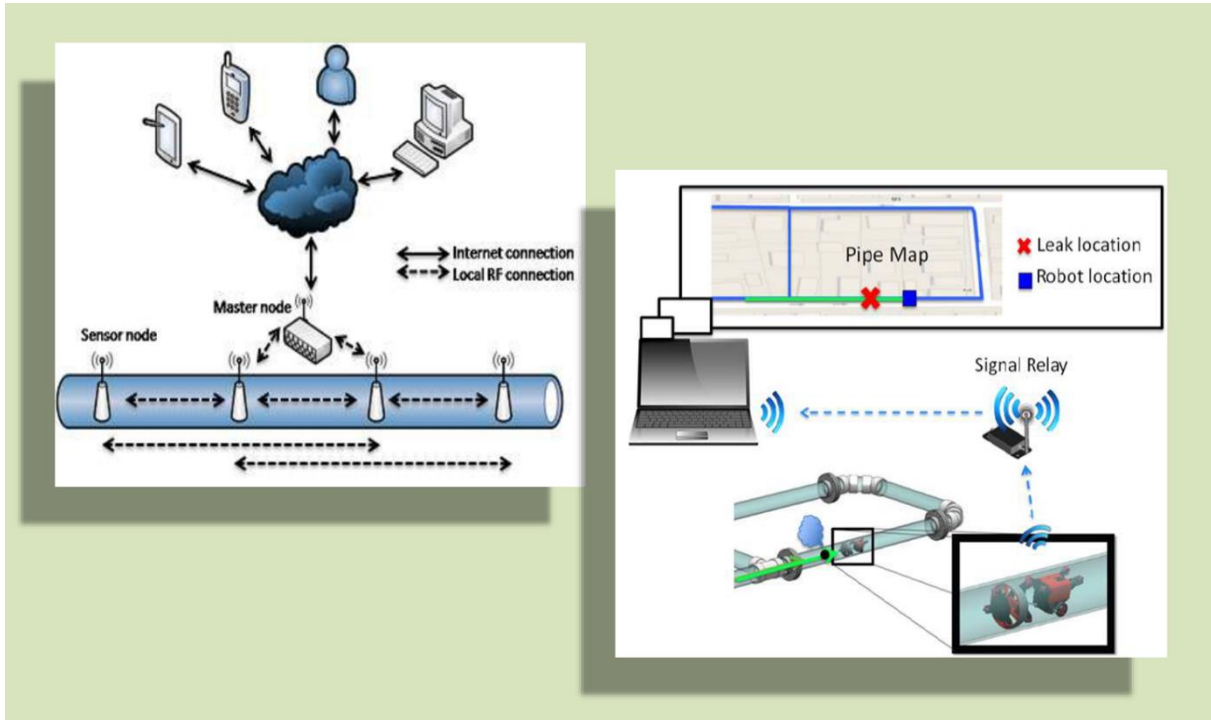 Internet connection
Local RF connection
Master node
Sensor node
Pipe Map
Leak location
Robot location
Signal Relay